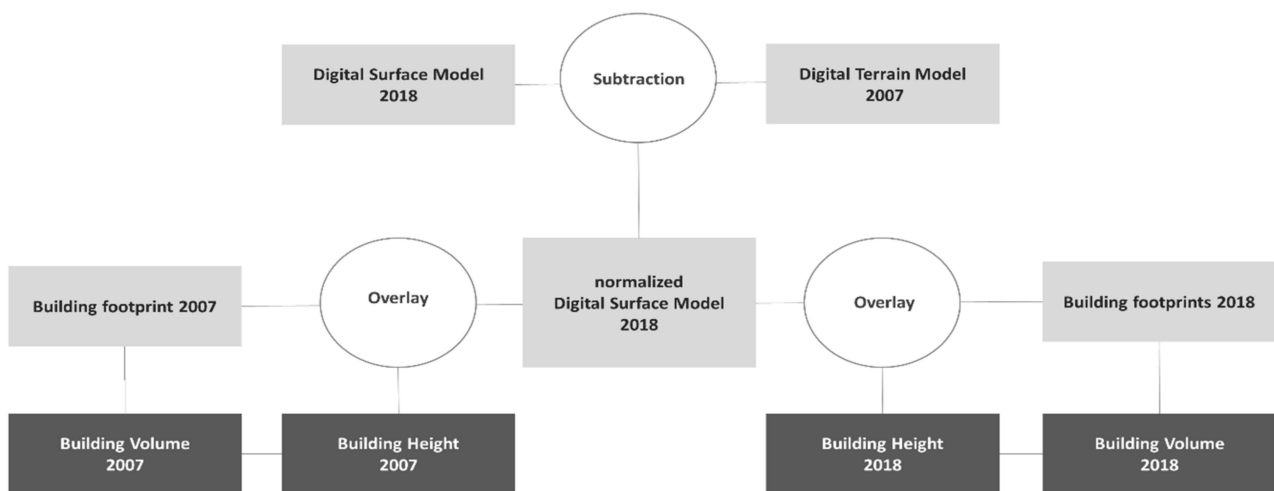 Digital Surface Model
2018
Subtraction
Digital Terrain Model
2007
Building footprint 2007
Overlay
normalized
Digital Surface Model
2018
Overlay
Building footprints 2018
Building Volume
2007
Building Height
2007
Building Height
2018
Building Volume
2018